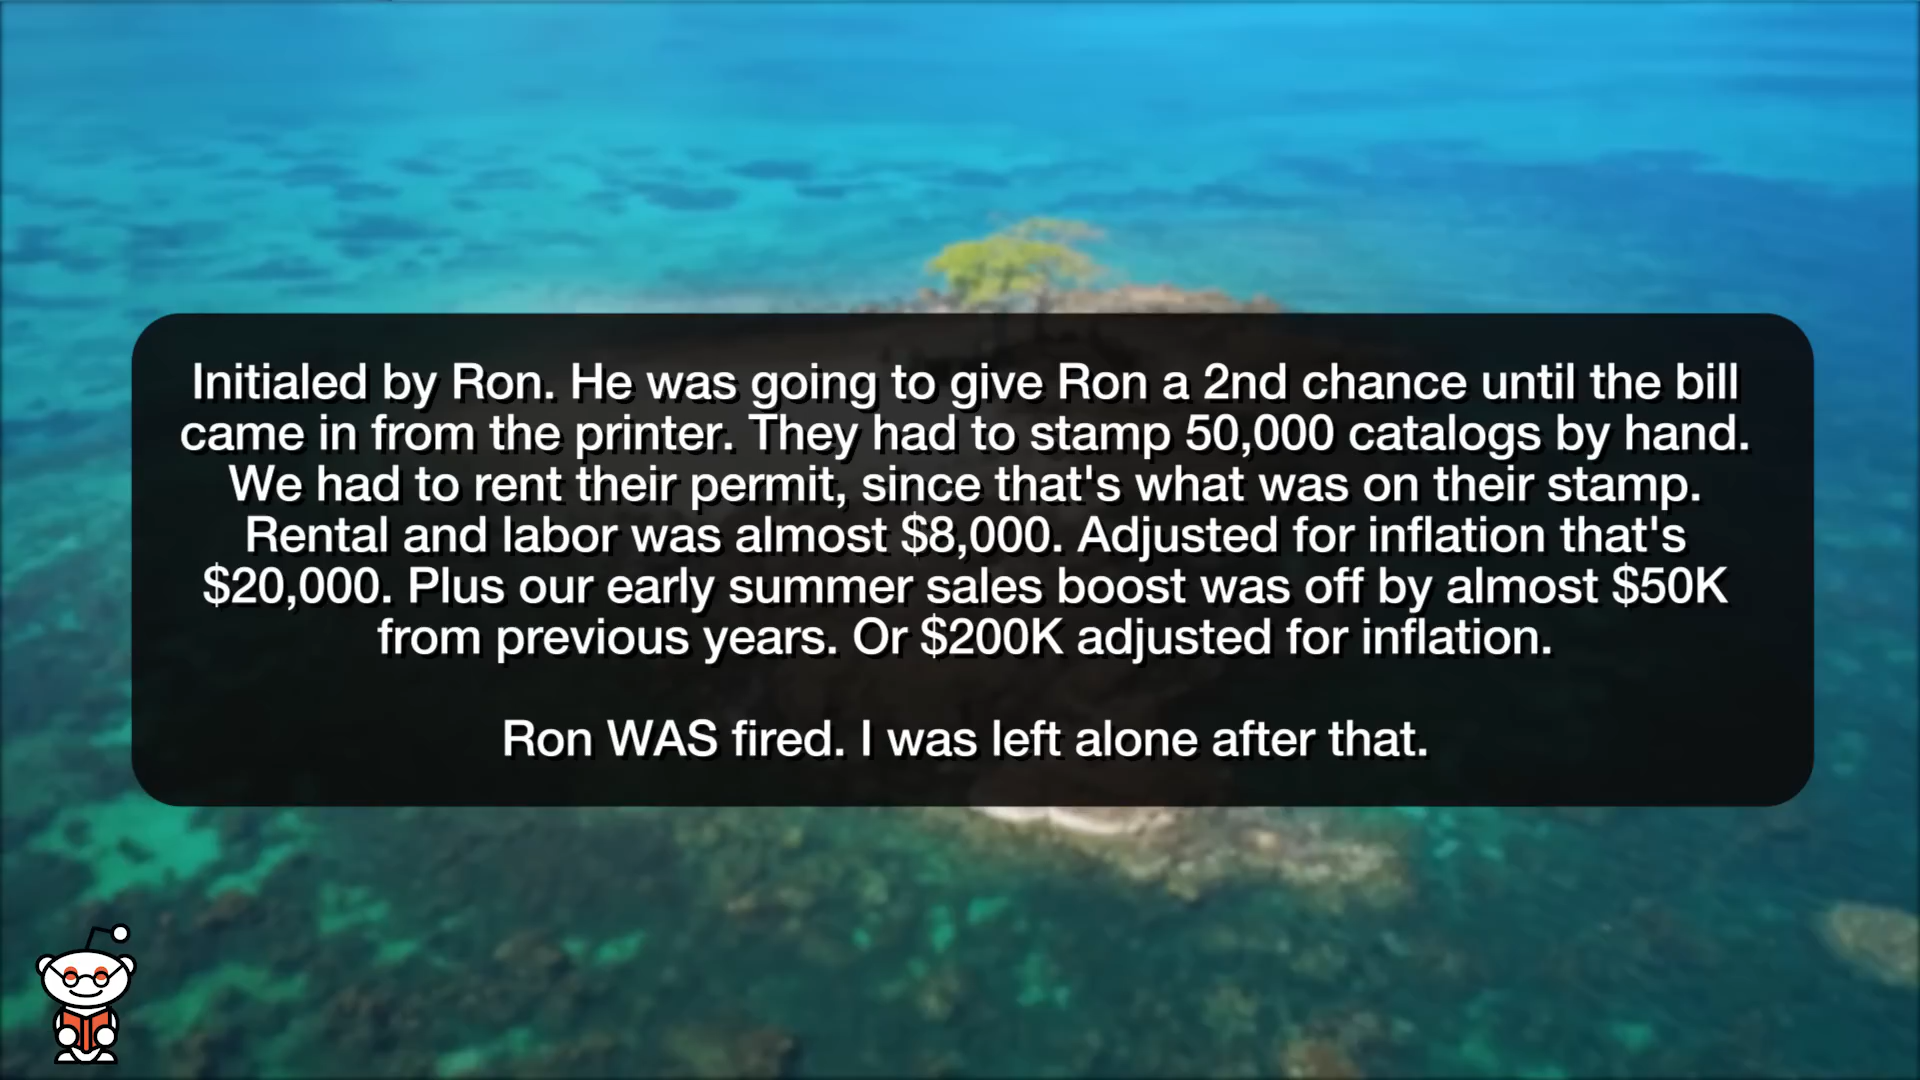 Initialed by Ron. He was going to give Ron a 2nd chance until the bill
came in from the printer. They had to stamp 50,000 catalogs by hand.
We had to rent their permit, since that's what was on their stamp.
Rental and labor was almost $8,000. Adjusted for inflation that's
$20,000. Plus our early summer sales boost was off by almost $50K
from previous years. Or $200K adjusted for inflation.
Ron WAS fired. I was left alone after that.